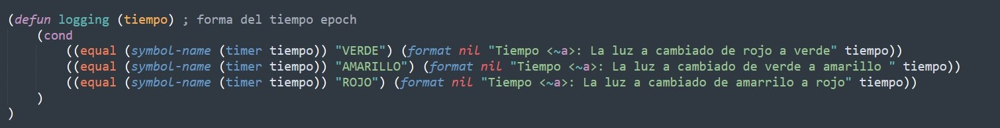 (defun logging (tiempo) ; forma del tiempo epoch
(cond
((equal (symbol-name (timer tiempo)) "VERDE") (format nil "Tiempo <~a>: La luz a cambiado de rojo a verde" tiempo))
((equal (symbol-name (timer tiempo)) "AMARILLO") (format nil "Tiempo <~a>: La luz a cambiado de verde a amarillo " tiempo))
((equal (symbol-name (timer tiempo)) "ROJO") (format nil "Tiempo <~a>: La luz a cambiado de amarrilo a rojo" tiempo))
)
)